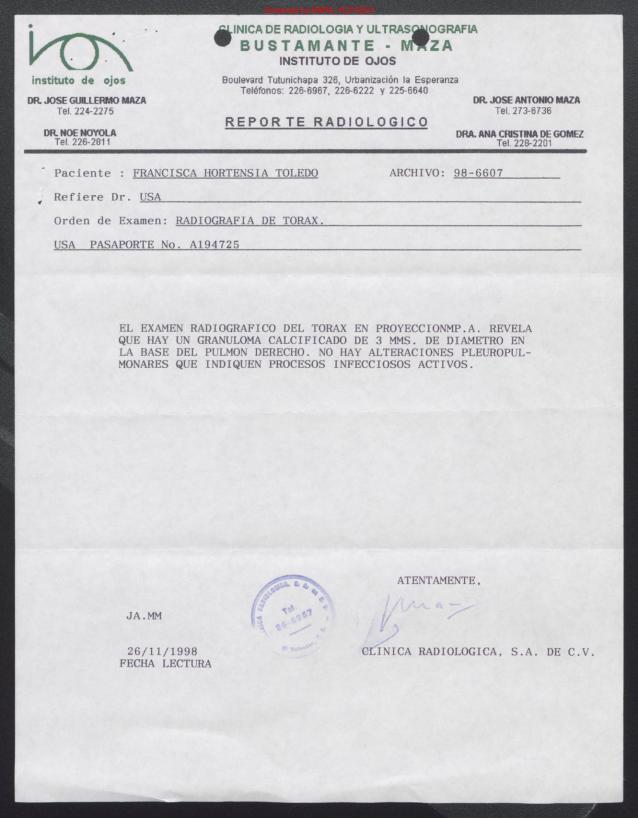 CLINICA DE RADIOLOGIA Y ULTRASONOGRAFIA
BUSTAMANTE - MAZA
INSTITUTO DE OJOS
instituto de ojos
Boulevard Tutunichapa 326, Urbanización la Esperanza
Teléfonos: 226-6967, 226-6222 y 225-6640
DR. JOSE GUILLERMO MAZA
Tel. 224-2275
DR. JOSE ANTONIO MAZA
Tel. 273-6736
REPORTE RADIOLOGICO
DR. NOE NOYOLA
Tel. 226-2811
DRA. ANA CRISTINA DE GOMEZ
Tel. 228-2201
Paciente : FRANCISCA HORTENSIA TOLEDO ARCHIVO: 98-6607
Refiere Dr. USA
Orden de Examen: RADIOGRAFIA DE TORAX.
USA PASAPORTE No. A194725
EL EXAMEN RADIOGRAFICO DEL TORAX EN PROYECCIONMP.A. REVELA
QUE HAY UN GRANULOMA CALCIFICADO DE 3 MMS. DE DIAMETRO EN
LA BASE DEL PULMON DERECHO. NO HAY ALTERACIONES PLEUROPUL-
MONARES QUE INDIQUEN PROCESOS INFECCIOSOS ACTIVOS.
ATENTAMENTE,
JA.MM
Tel.
26/11/1998
FECHA LECTURA
CLINICA RADIOLOGICA, S.A. DE C.V.